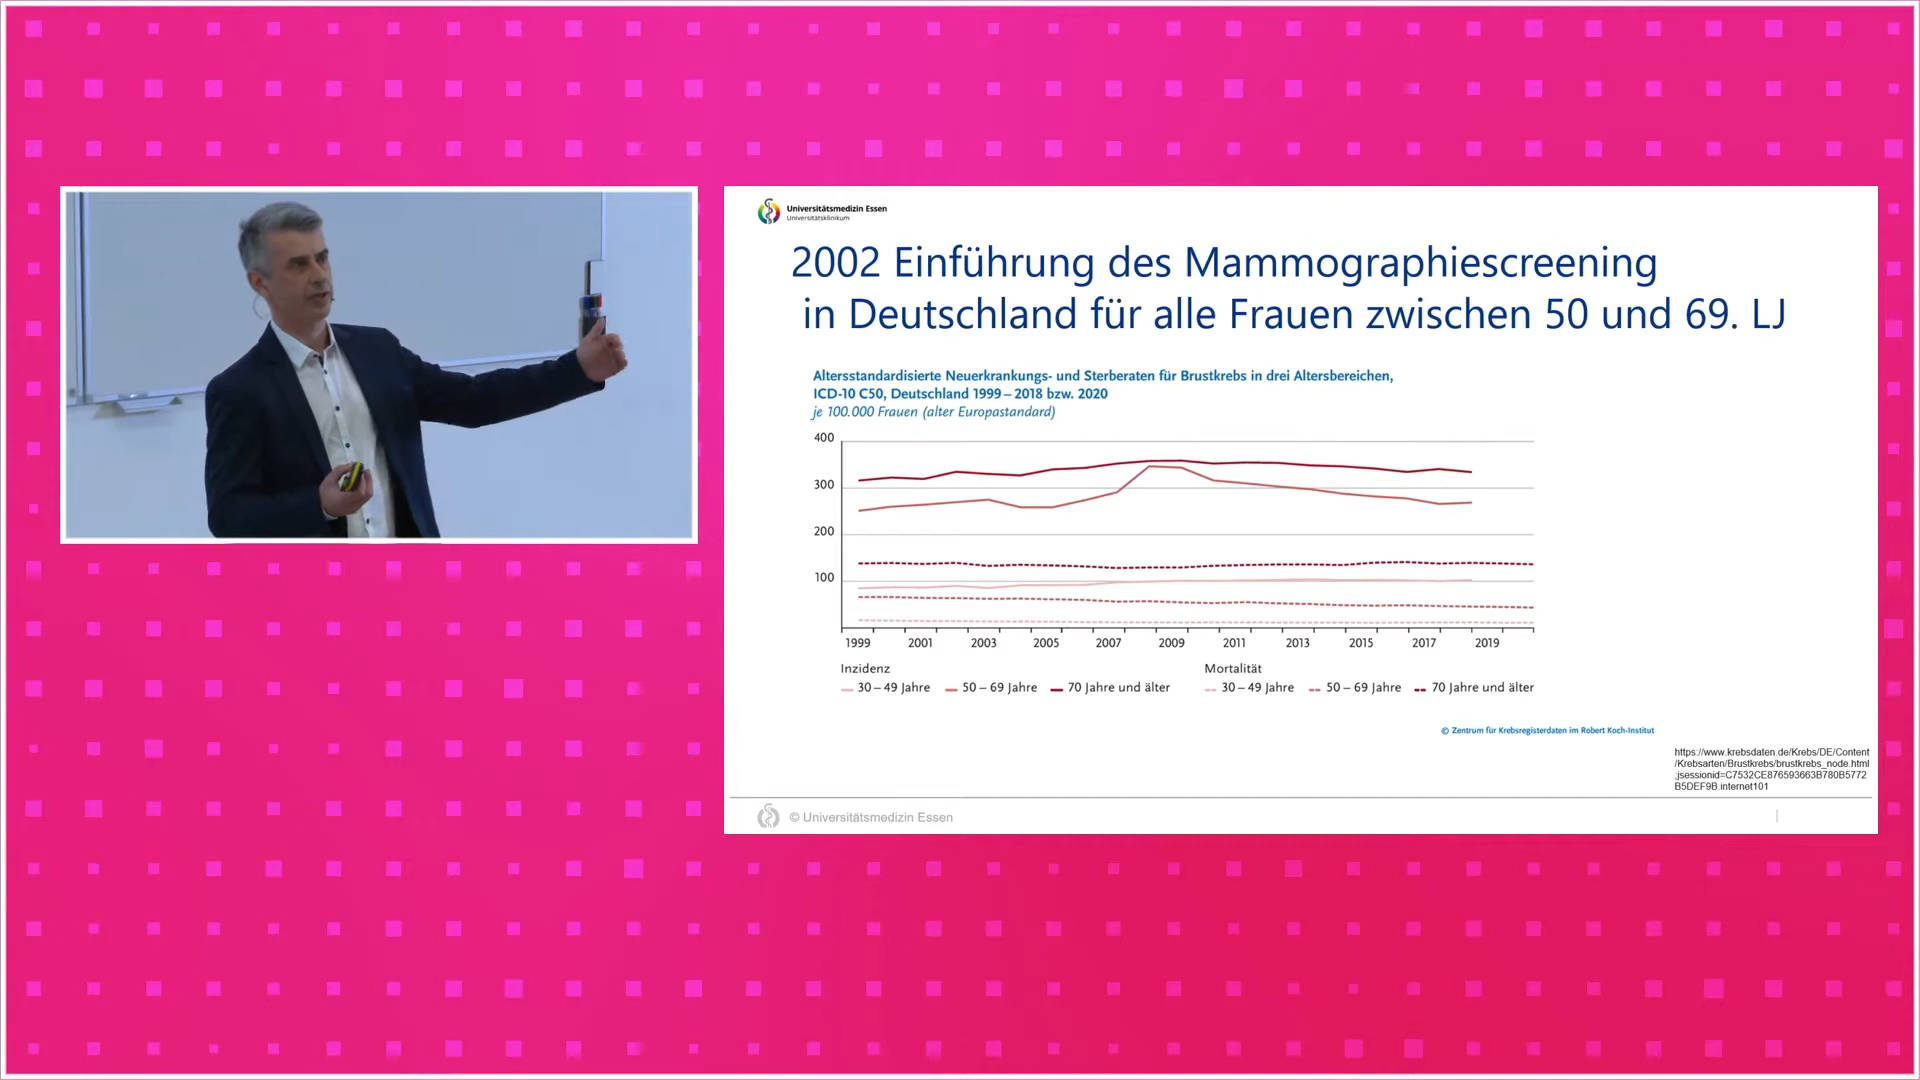 Universitätsmedizin Essen
Universitätsklinikum
2002 Einführung des Mammographiescreening
in Deutschland für alle Frauen zwischen 50 und 69. LJ
Altersstandardisierte Neuerkrankungs- und Sterberaten für Brustkrebs in drei Altersbereichen,
ICD-10 C50, Deutschland 1999 – 2018 bzw. 2020
je 100.000 Frauen (alter Europastandard)
400
300
200
100
1999 2001 2003 2005 2007 2009 2011 2013 2015 2017 2019
Inzidenz Mortalität
30 – 49 Jahre 50 – 69 Jahre 70 Jahre und älter 30 – 49 Jahre 50 – 69 Jahre 70 Jahre und älter
© Zentrum für Krebsregisterdaten im Robert Koch-Institut
https://www.krebsdaten.de/Krebs/DE/Content
/Krebsarten/Brustkrebs/brustkrebs_node.html
;jsessionid=C7532CE876593663B780B5772
B5DEF9B.internet101
© Universitätsmedizin Essen